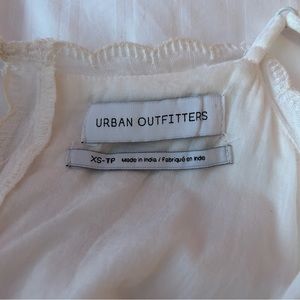 URBAN OUTFITTERS
XS-TP Made in India / Fabriqué en Inde